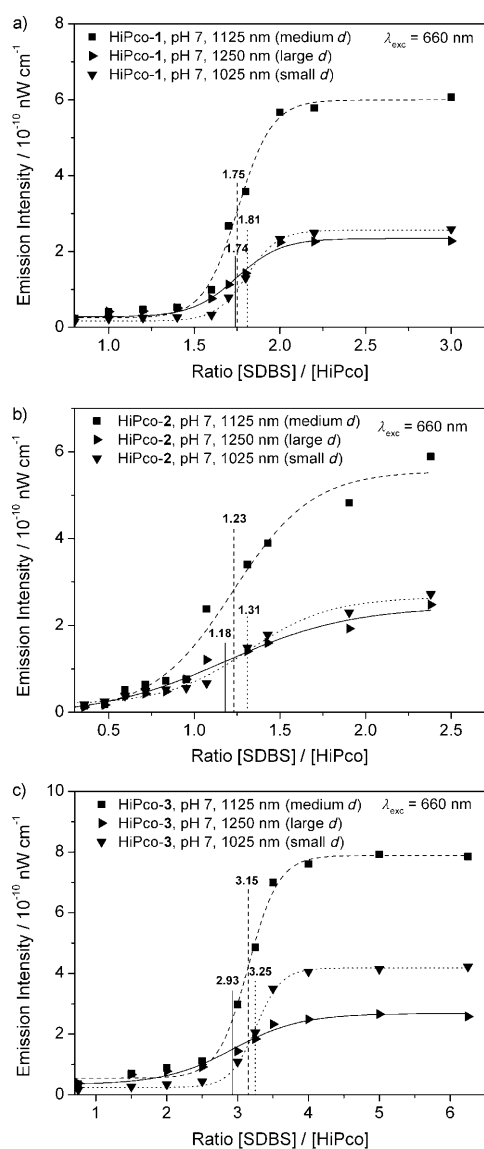 a)
HiPco-1, pH 7, 1125 nm (medium d)
λexc = 660 nm
HiPco-1, pH 7, 1250 nm (large d)
HiPco-1, pH 7, 1025 nm (small d)
8
6
4
2
0
1.75
1.81
1.74
1.0 1.5 2.0 2.5 3.0
Emission Intensity / 10⁻¹⁰ nW cm⁻¹
Ratio [SDBS] / [HiPco]
b)
HiPco-2, pH 7, 1125 nm (medium d)
λexc = 660 nm
HiPco-2, pH 7, 1250 nm (large d)
HiPco-2, pH 7, 1025 nm (small d)
6
4
2
0
1.23
1.31
1.18
0.5 1.0 1.5 2.0 2.5
Emission Intensity / 10⁻¹⁰ nW cm⁻¹
Ratio [SDBS] / [HiPco]
c)
HiPco-3, pH 7, 1125 nm (medium d)
λexc = 660 nm
HiPco-3, pH 7, 1250 nm (large d)
HiPco-3, pH 7, 1025 nm (small d)
10
8
6
4
2
0
3.15
2.93
3.25
1 2 3 4 5 6
Emission Intensity / 10⁻¹⁰ nW cm⁻¹
Ratio [SDBS] / [HiPco]